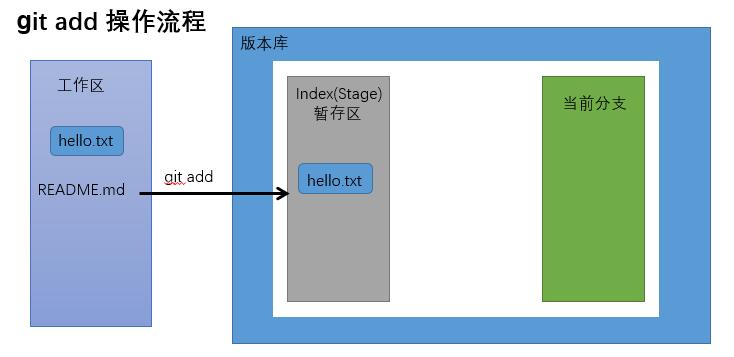 git add 操作流程
版本库
工作区
hello.txt
README.md
git add
Index(Stage)
暂存区
hello.txt
当前分支